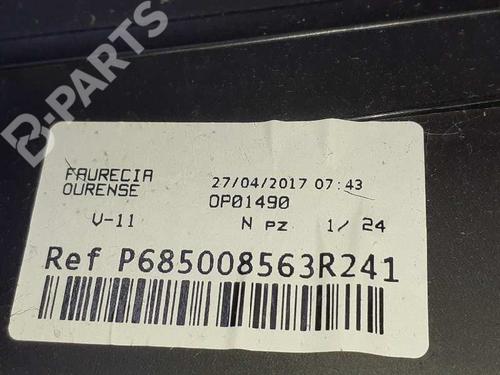 B-PARTS
FAURECIA 27/04/2017 07:43
OURENSE OP01490
V-11 N pz 1/ 24
Ref P685008563R241